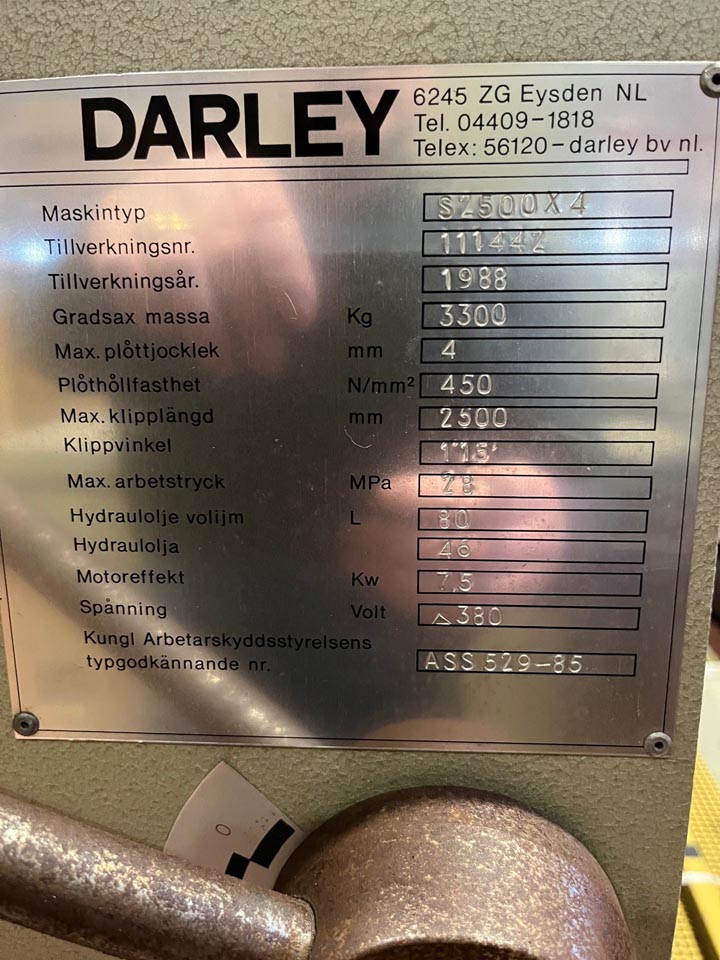 DARLEY
6245 ZG Eysden NL
Tel. 04409-1818
Telex: 56120-darley bv nl.
Maskintyp S2500X4
Tillverkningsnr. 111442
Tillverkningsår. 1988
Gradsax massa Kg 3300
Max. plåttjocklek mm 4
Plåthållfasthet N/mm² 450
Max. klipplängd mm 2500
Klippvinkel 1°15'
Max. arbetstryck MPa 28
Hydraulolje volijm L 80
Hydraulolja 46
Motoreffekt Kw 7,5
Spånning Volt △380
Kungl Arbetarskyddsstyrelsens
typgodkännande nr. ASS 529-85